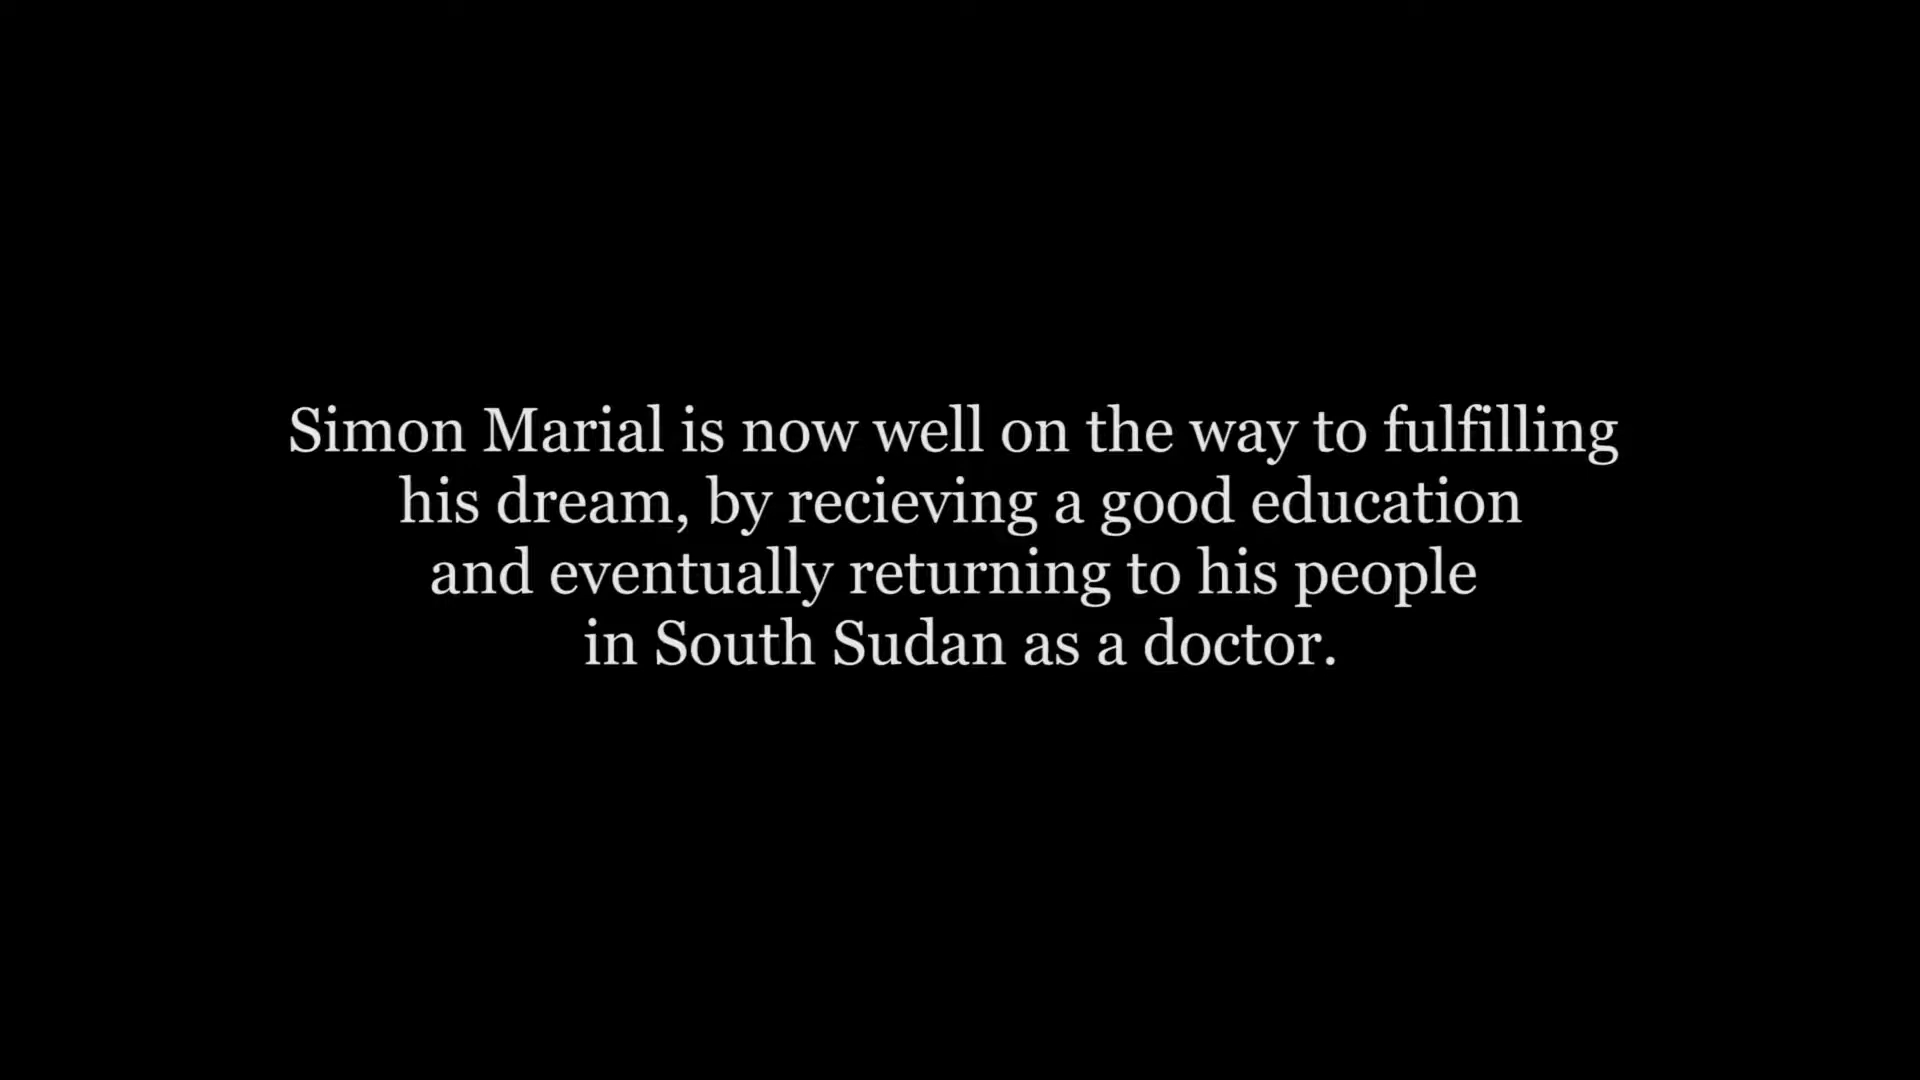 Simon Marial is now well on the way to fulfilling
his dream, by recieving a good education
and eventually returning to his people
in South Sudan as a doctor.